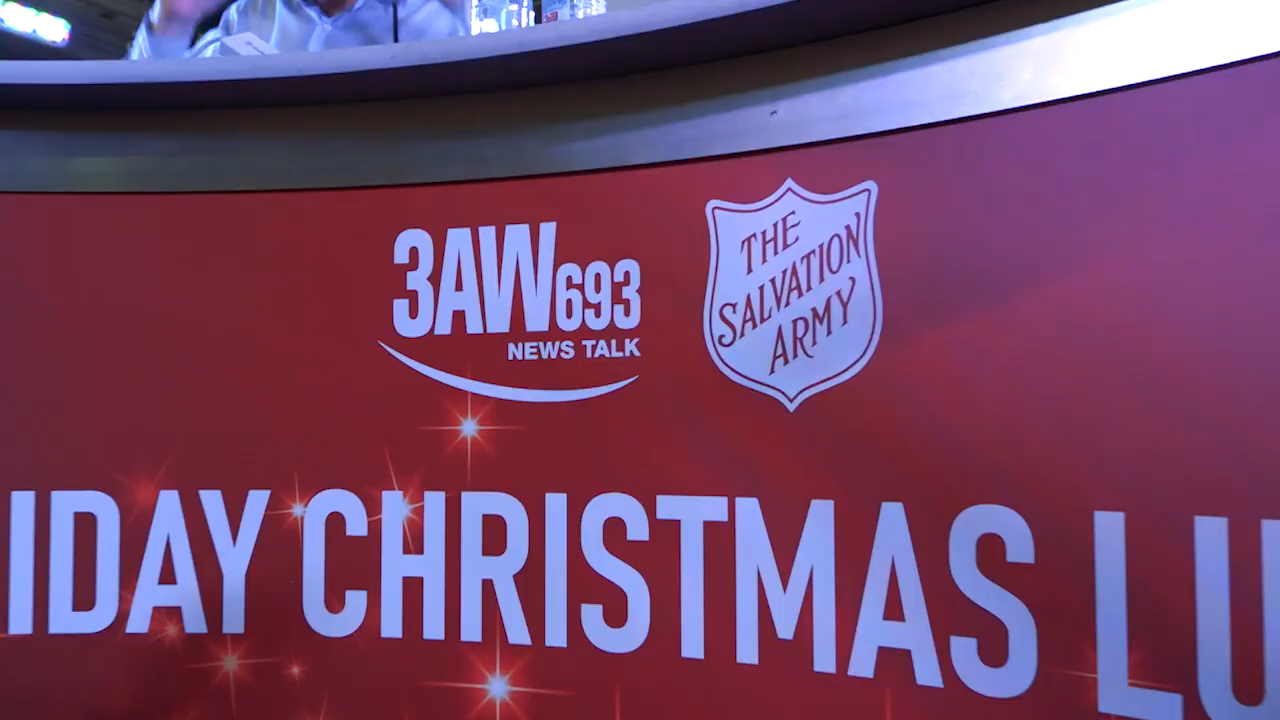 3AW693
NEWS TALK
THE
SALVATION
ARMY
IDAY CHRISTMAS LU